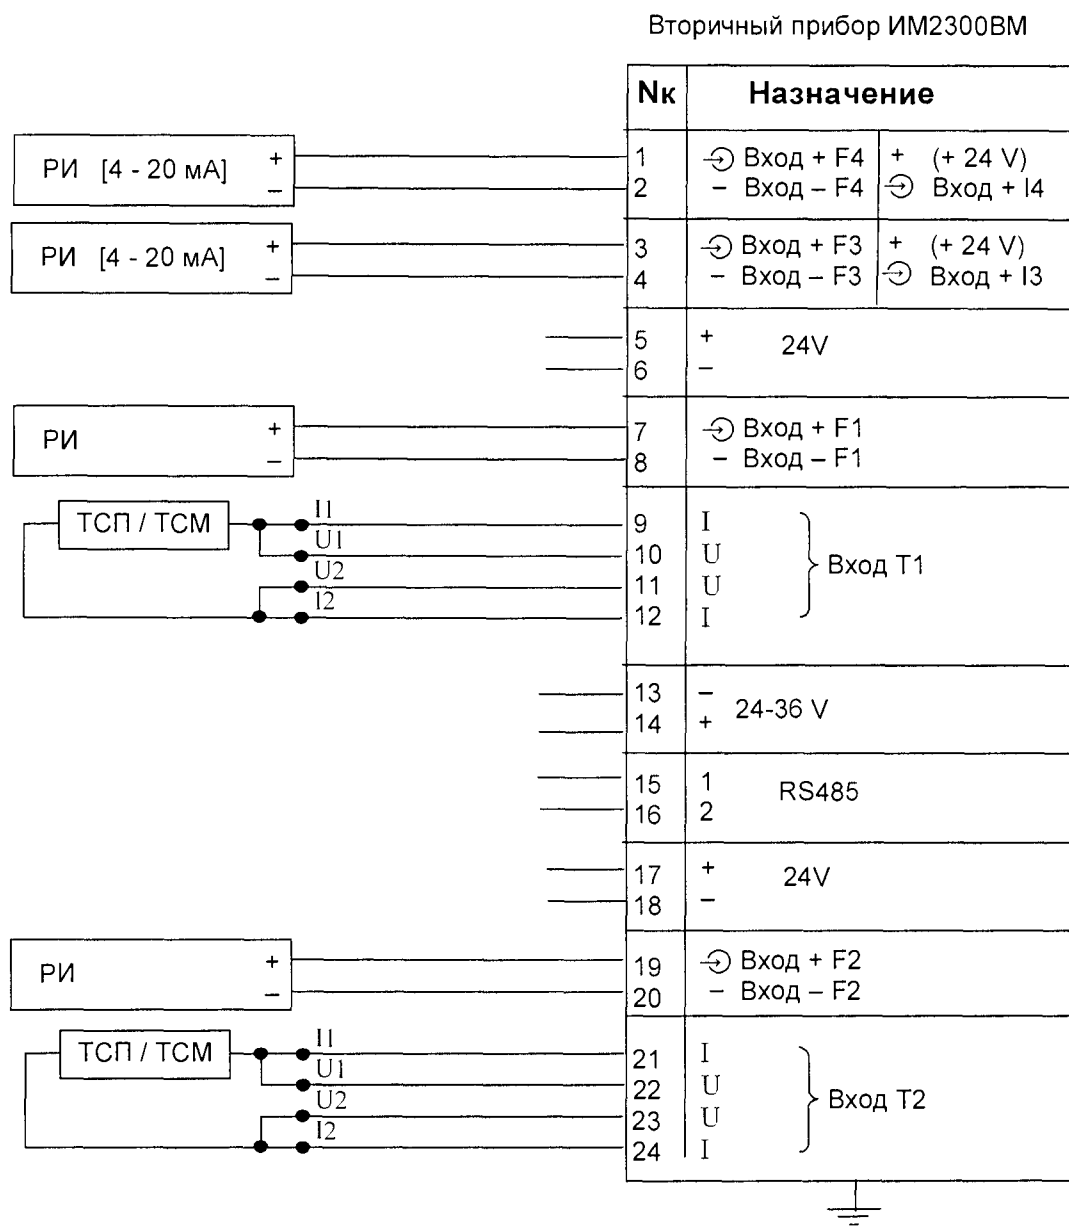 Вторичный прибор ИМ2300ВМ
Nк Назначение
РИ [4 - 20 мА] + 1 Вход + F4 + (+ 24 V)
– 2 – Вход – F4 Вход + I4
РИ [4 - 20 мА] + 3 Вход + F3 + (+ 24 V)
– 4 – Вход – F3 Вход + I3
5 + 24V
6 –
РИ + 7 Вход + F1
– 8 – Вход – F1
ТСП / ТСМ I1 9 I
U1 10 U Вход T1
U2 11 U
I2 12 I
13 – 24-36 V
14 +
15 1 RS485
16 2
17 + 24V
18 –
РИ + 19 Вход + F2
– 20 – Вход – F2
ТСП / ТСМ I1 21 I
U1 22 U Вход T2
U2 23 U
I2 24 I